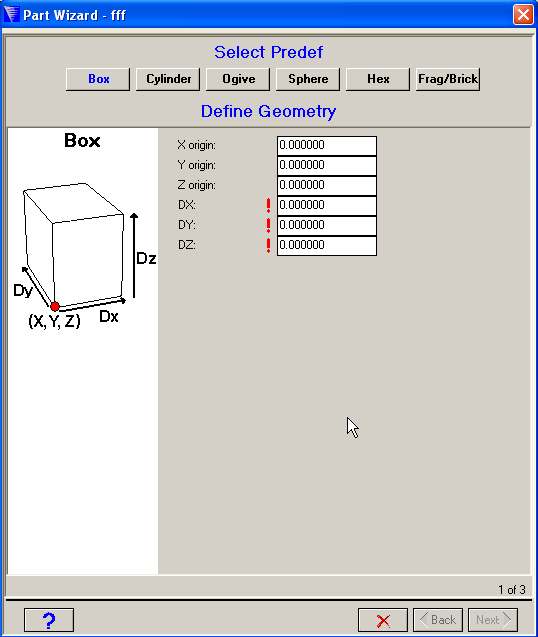 Part Wizard - fff
Select Predef
Box Cylinder Ogive Sphere Hex Frag/Brick
Define Geometry
Box
Dz
Dy
Dx
(X, Y, Z)
X origin: 0.000000
Y origin: 0.000000
Z origin: 0.000000
DX: ! 0.000000
DY: ! 0.000000
DZ: ! 0.000000
1 of 3
? Back Next